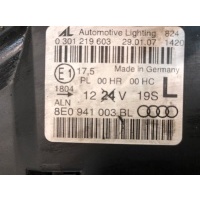 AL Automotive Lighting 824
0 301 219 603 29.01.07 1420
E1 17,5 Made in Germany
PL 00 HR 00 HC
1804
ALN 12 24 V 19S L
8E0 941 003 BL